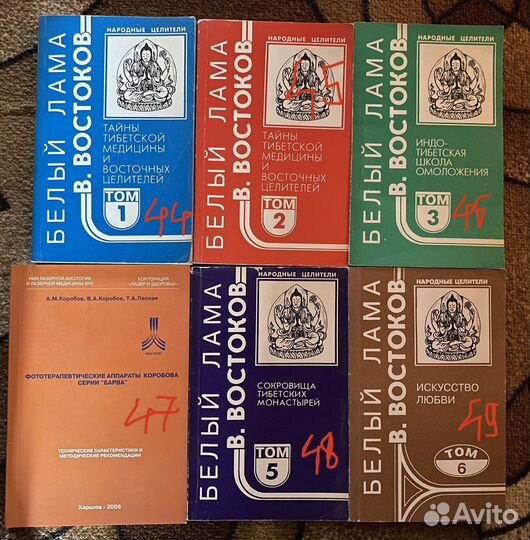 НАРОДНЫЕ ЦЕЛИТЕЛИ
БЕЛЫЙ ЛАМА
В. ВОСТОКОВ
ТАЙНЫ
ТИБЕТСКОЙ
МЕДИЦИНЫ
И
ВОСТОЧНЫХ
ЦЕЛИТЕЛЕЙ
ТОМ
1
44
НАРОДНЫЕ ЦЕЛИТЕЛИ
БЕЛЫЙ ЛАМА
В. ВОСТОКОВ
45
ТАЙНЫ
ТИБЕТСКОЙ
МЕДИЦИНЫ
И
ВОСТОЧНЫХ
ЦЕЛИТЕЛЕЙ
ТОМ
2
НАРОДНЫЕ ЦЕЛИТЕЛИ
БЕЛЫЙ ЛАМА
В. ВОСТОКОВ
ИНДО-
ТИБЕТСКАЯ
ШКОЛА
ОМОЛОЖЕНИЯ
ТОМ
3
46
НИИ ЛАЗЕРНОЙ БИОЛОГИИ
И ЛАЗЕРНОЙ МЕДИЦИНЫ ХНУ
КОРПОРАЦИЯ
"ЛАЗЕР И ЗДОРОВЬЕ"
А.М.Коробов, В.А.Коробов, Т.А.Лесная
ФОТОТЕРАПЕВТИЧЕСКИЕ АППАРАТЫ КОРОБОВА
СЕРИИ "БАРВА"
47
ТЕХНИЧЕСКИЕ ХАРАКТЕРИСТИКИ И
МЕТОДИЧЕСКИЕ РЕКОМЕНДАЦИИ
Харьков - 2006
НАРОДНЫЕ ЦЕЛИТЕЛИ
БЕЛЫЙ ЛАМА
В. ВОСТОКОВ
СОКРОВИЩА
ТИБЕТСКИХ
МОНАСТЫРЕЙ
ТОМ
5
48
НАРОДНЫЕ ЦЕЛИТЕЛИ
БЕЛЫЙ ЛАМА
В. ВОСТОКОВ
ИСКУССТВО
ЛЮБВИ
49
ТОМ
6
Avito